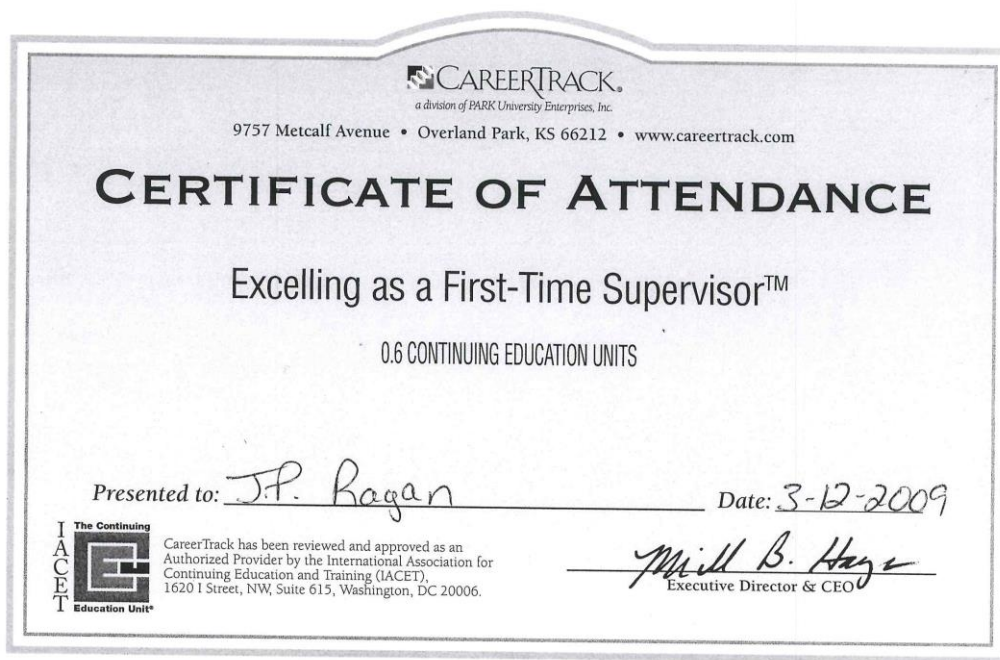 CAREERTRACK®
a division of PARK University Enterprises, Inc.
9757 Metcalf Avenue • Overland Park, KS 66212 • www.careertrack.com
CERTIFICATE OF ATTENDANCE
Excelling as a First-Time Supervisor™
0.6 CONTINUING EDUCATION UNITS
Presented to: J.P. Ragan
Date: 3-12-2009
IACET
The Continuing
Education Unit®
CareerTrack has been reviewed and approved as an
Authorized Provider by the International Association for
Continuing Education and Training (IACET),
1620 I Street, NW, Suite 615, Washington, DC 20006.
B.
Executive Director & CEO